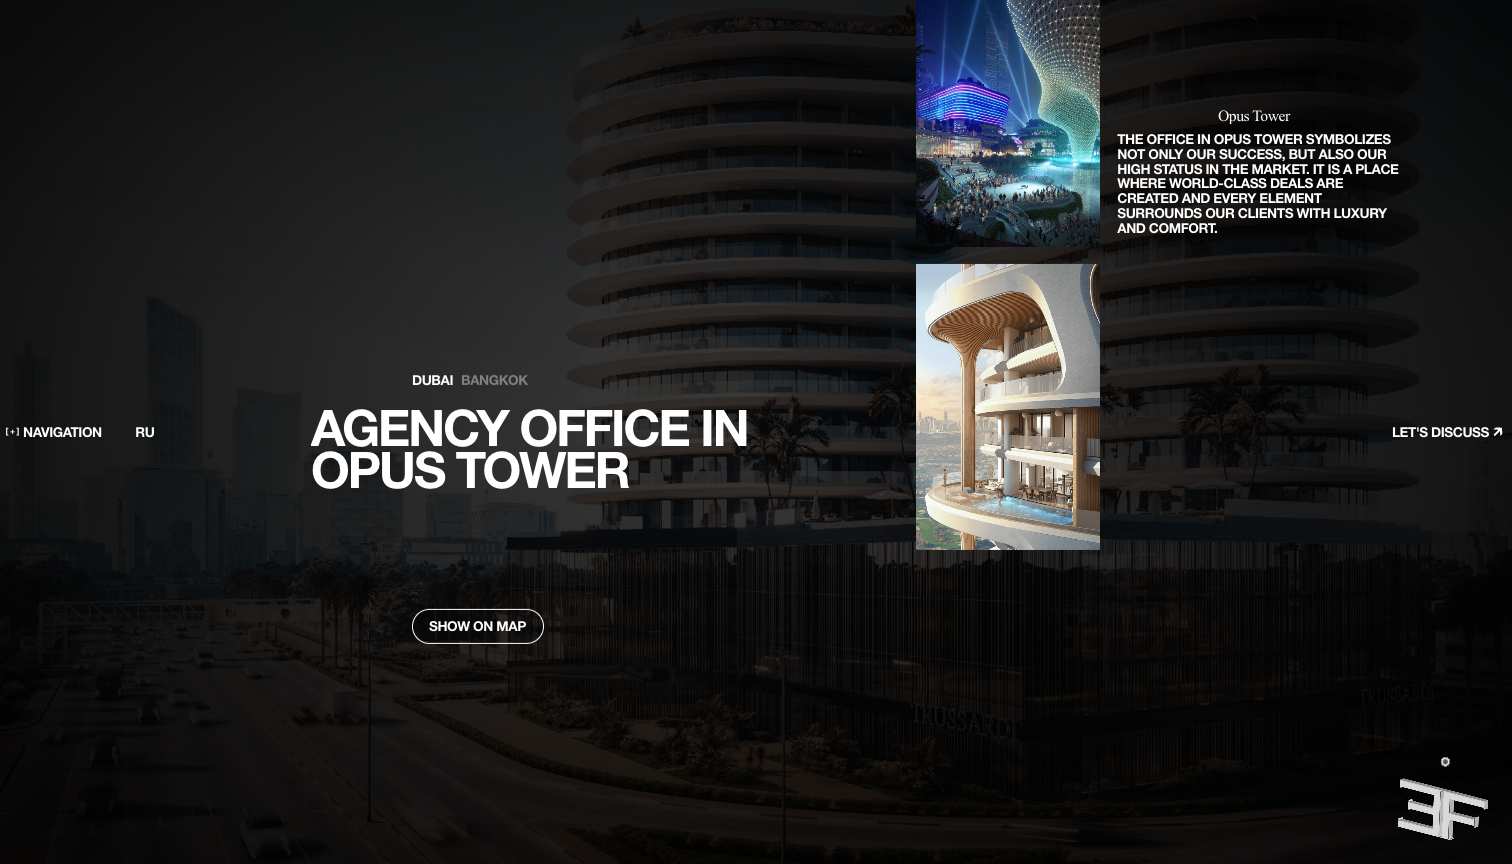 Opus Tower
THE OFFICE IN OPUS TOWER SYMBOLIZES
NOT ONLY OUR SUCCESS, BUT ALSO OUR
HIGH STATUS IN THE MARKET. IT IS A PLACE
WHERE WORLD-CLASS DEALS ARE
CREATED AND EVERY ELEMENT
SURROUNDS OUR CLIENTS WITH LUXURY
AND COMFORT.
DUBAI BANGKOK
AGENCY OFFICE IN
OPUS TOWER
[+] NAVIGATION
RU
LET'S DISCUSS
SHOW ON MAP
TRUSSARDI
TRUSSARDI